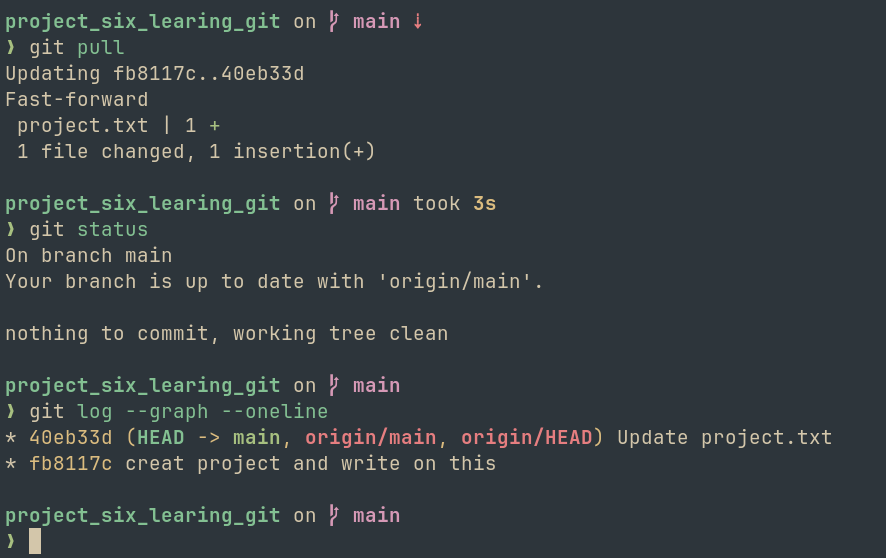 project_six_learing_git on main ⇣
❱ git pull
Updating fb8117c..40eb33d
Fast-forward
 project.txt | 1 +
 1 file changed, 1 insertion(+)

project_six_learing_git on main took 3s
❱ git status
On branch main
Your branch is up to date with 'origin/main'.

nothing to commit, working tree clean

project_six_learing_git on main
❱ git log --graph --oneline
* 40eb33d (HEAD -> main, origin/main, origin/HEAD) Update project.txt
* fb8117c creat project and write on this

project_six_learing_git on main
❱